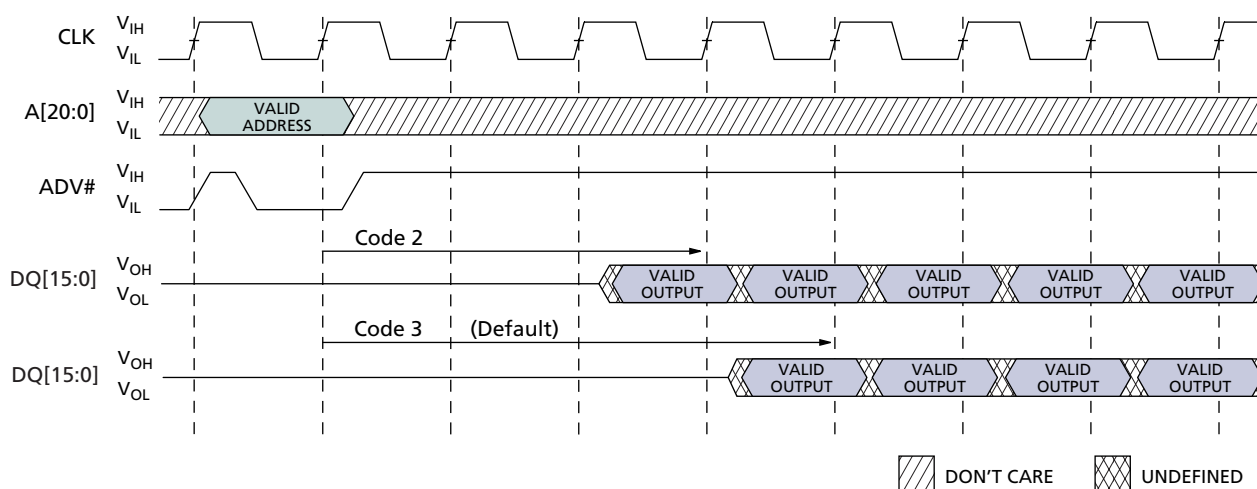 CLK
V_IH
V_IL
A[20:0]
V_IH
V_IL
VALID
ADDRESS
ADV#
V_IH
V_IL
Code 2
DQ[15:0]
V_OH
V_OL
VALID
OUTPUT
VALID
OUTPUT
VALID
OUTPUT
VALID
OUTPUT
VALID
OUTPUT
Code 3 (Default)
DQ[15:0]
V_OH
V_OL
VALID
OUTPUT
VALID
OUTPUT
VALID
OUTPUT
VALID
OUTPUT
DON'T CARE
UNDEFINED